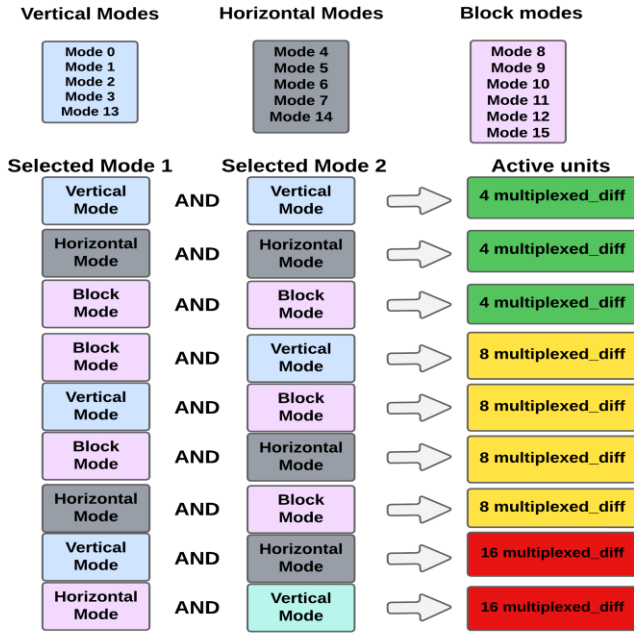 Vertical Modes
Horizontal Modes
Block modes
Mode 0
Mode 1
Mode 2
Mode 3
Mode 13
Mode 4
Mode 5
Mode 6
Mode 7
Mode 14
Mode 8
Mode 9
Mode 10
Mode 11
Mode 12
Mode 15
Selected Mode 1
Selected Mode 2
Active units
Vertical
Mode
AND
Vertical
Mode
4 multiplexed_diff
Horizontal
Mode
AND
Horizontal
Mode
4 multiplexed_diff
Block
Mode
AND
Block
Mode
4 multiplexed_diff
Block
Mode
AND
Vertical
Mode
8 multiplexed_diff
Vertical
Mode
AND
Block
Mode
8 multiplexed_diff
Block
Mode
AND
Horizontal
Mode
8 multiplexed_diff
Horizontal
Mode
AND
Block
Mode
8 multiplexed_diff
Vertical
Mode
AND
Horizontal
Mode
16 multiplexed_diff
Horizontal
Mode
AND
Vertical
Mode
16 multiplexed_diff